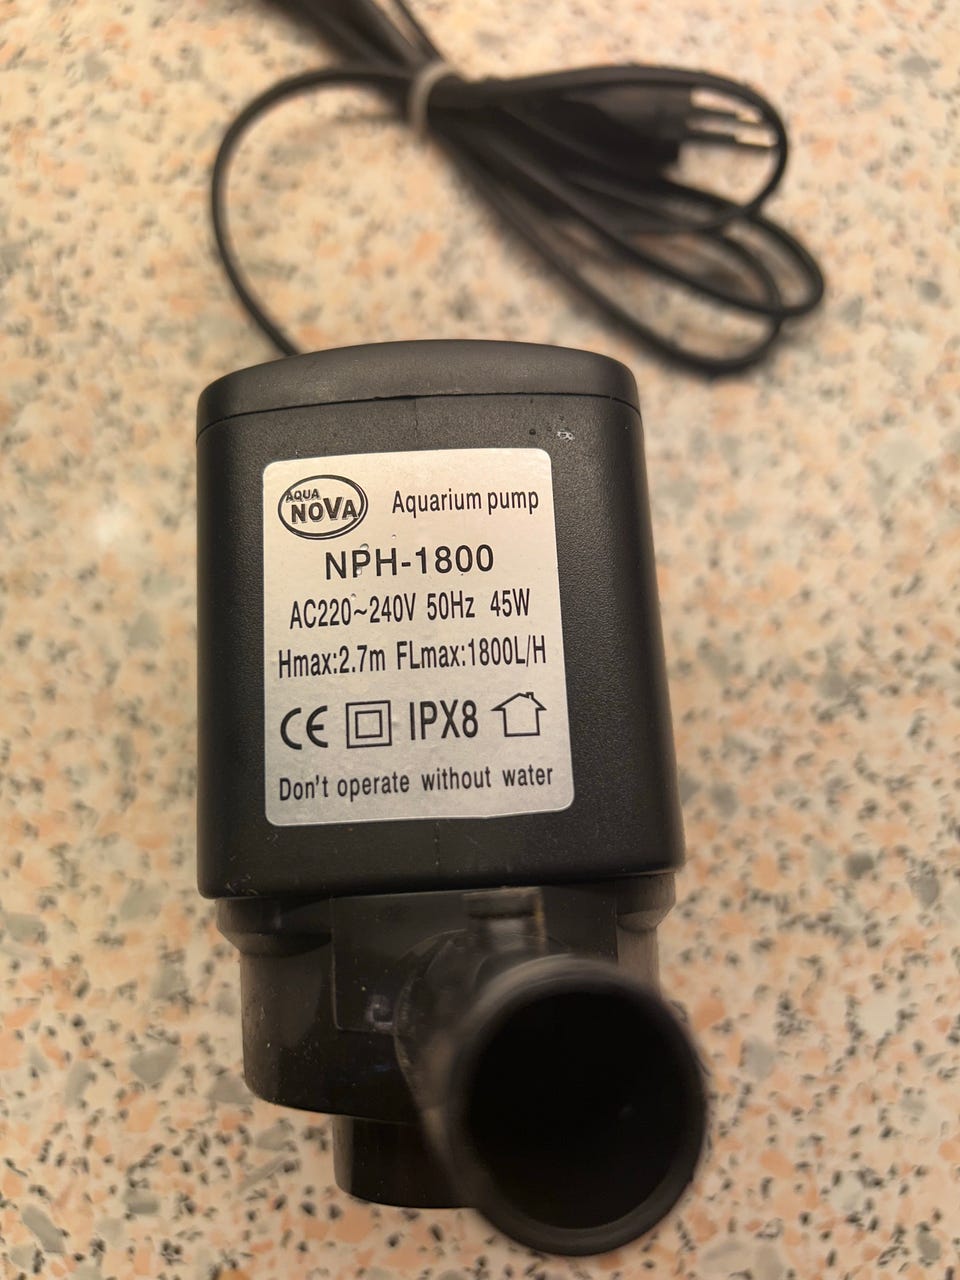 AQUA
NOVA
Aquarium pump
NPH-1800
AC220~240V 50Hz 45W
Hmax:2.7m FLmax:1800L/H
CE IPX8
Don't operate without water